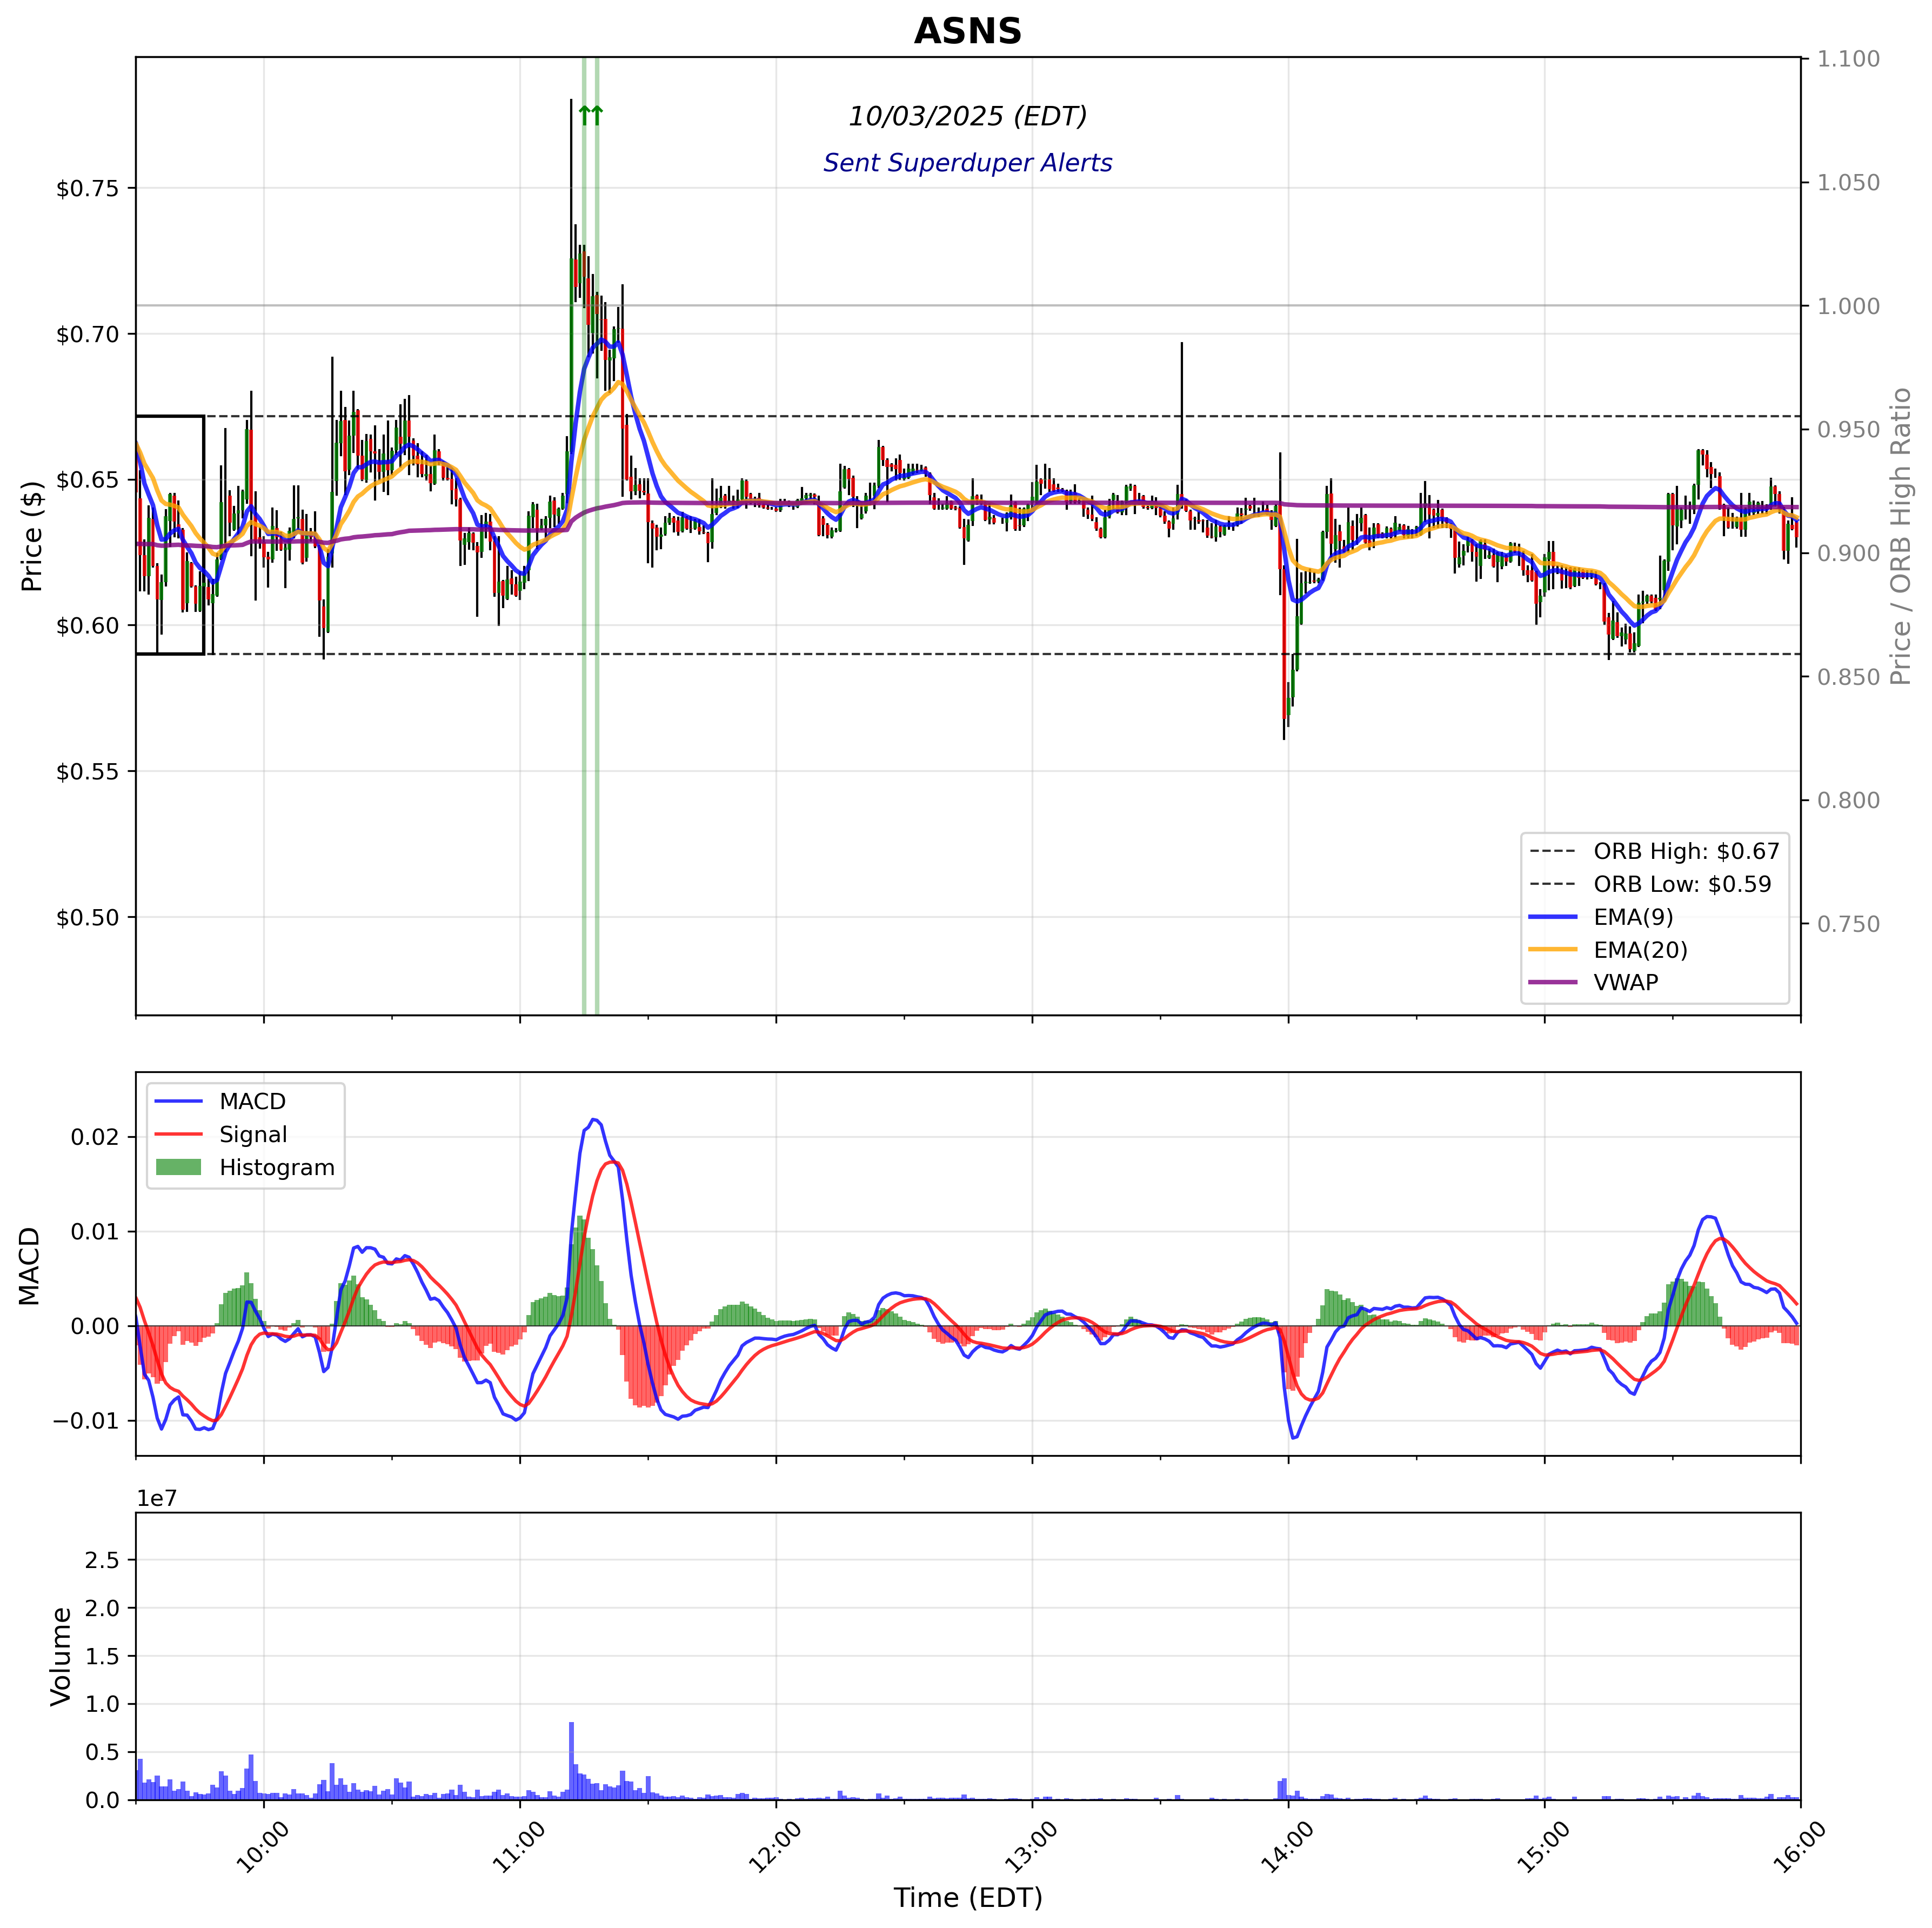 ASNS
10/03/2025 (EDT)
Sent Superduper Alerts
Price ($)
$0.75
$0.70
$0.65
$0.60
$0.55
$0.50
1.100
1.050
1.000
0.950
0.900
0.850
0.800
0.750
Price / ORB High Ratio
ORB High: $0.67
ORB Low: $0.59
EMA(9)
EMA(20)
VWAP
MACD
Signal
Histogram
MACD
0.02
0.01
0.00
−0.01
1e7
Volume
2.5
2.0
1.5
1.0
0.5
0.0
10:00
11:00
12:00
13:00
14:00
15:00
16:00
Time (EDT)